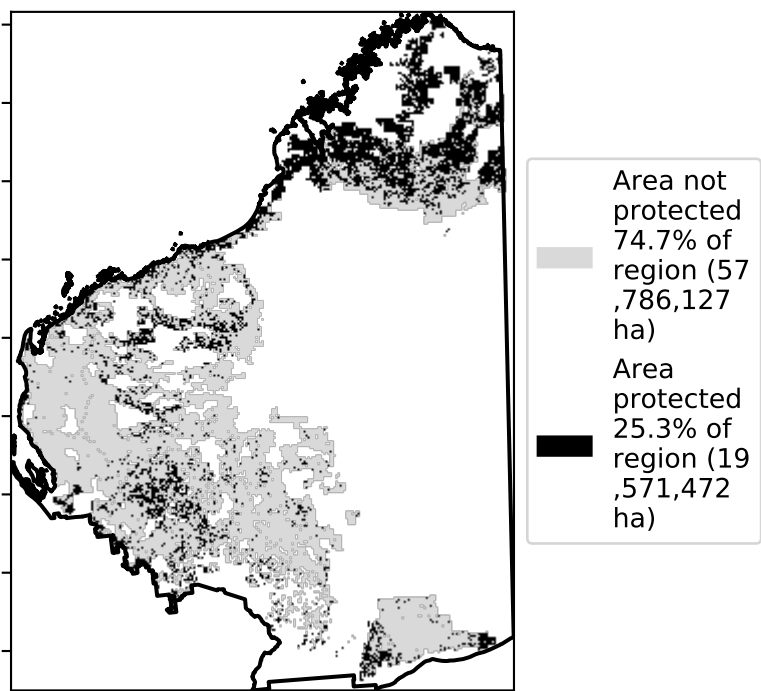 Area not
protected
74.7% of
region (57
,786,127
ha)
Area
protected
25.3% of
region (19
,571,472
ha)